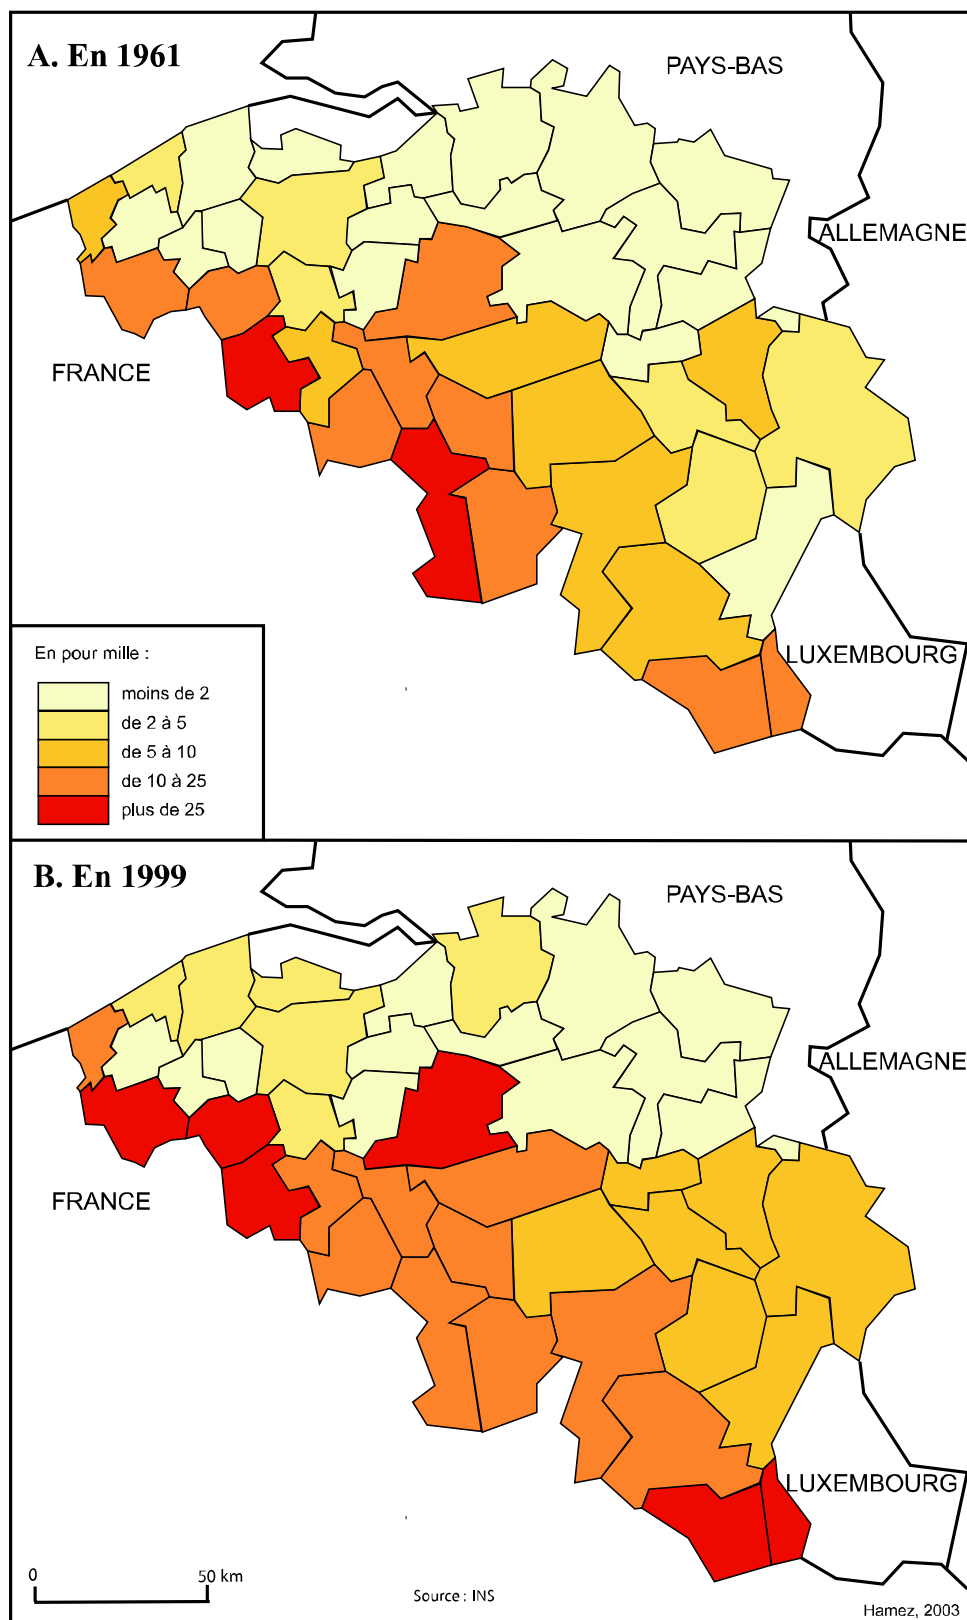 A. En 1961
PAYS-BAS
ALLEMAGNE
FRANCE
LUXEMBOURG
En pour mille :
moins de 2
de 2 à 5
de 5 à 10
de 10 à 25
plus de 25
B. En 1999
PAYS-BAS
ALLEMAGNE
FRANCE
LUXEMBOURG
0 50 km
Source : INS
Hamez, 2003